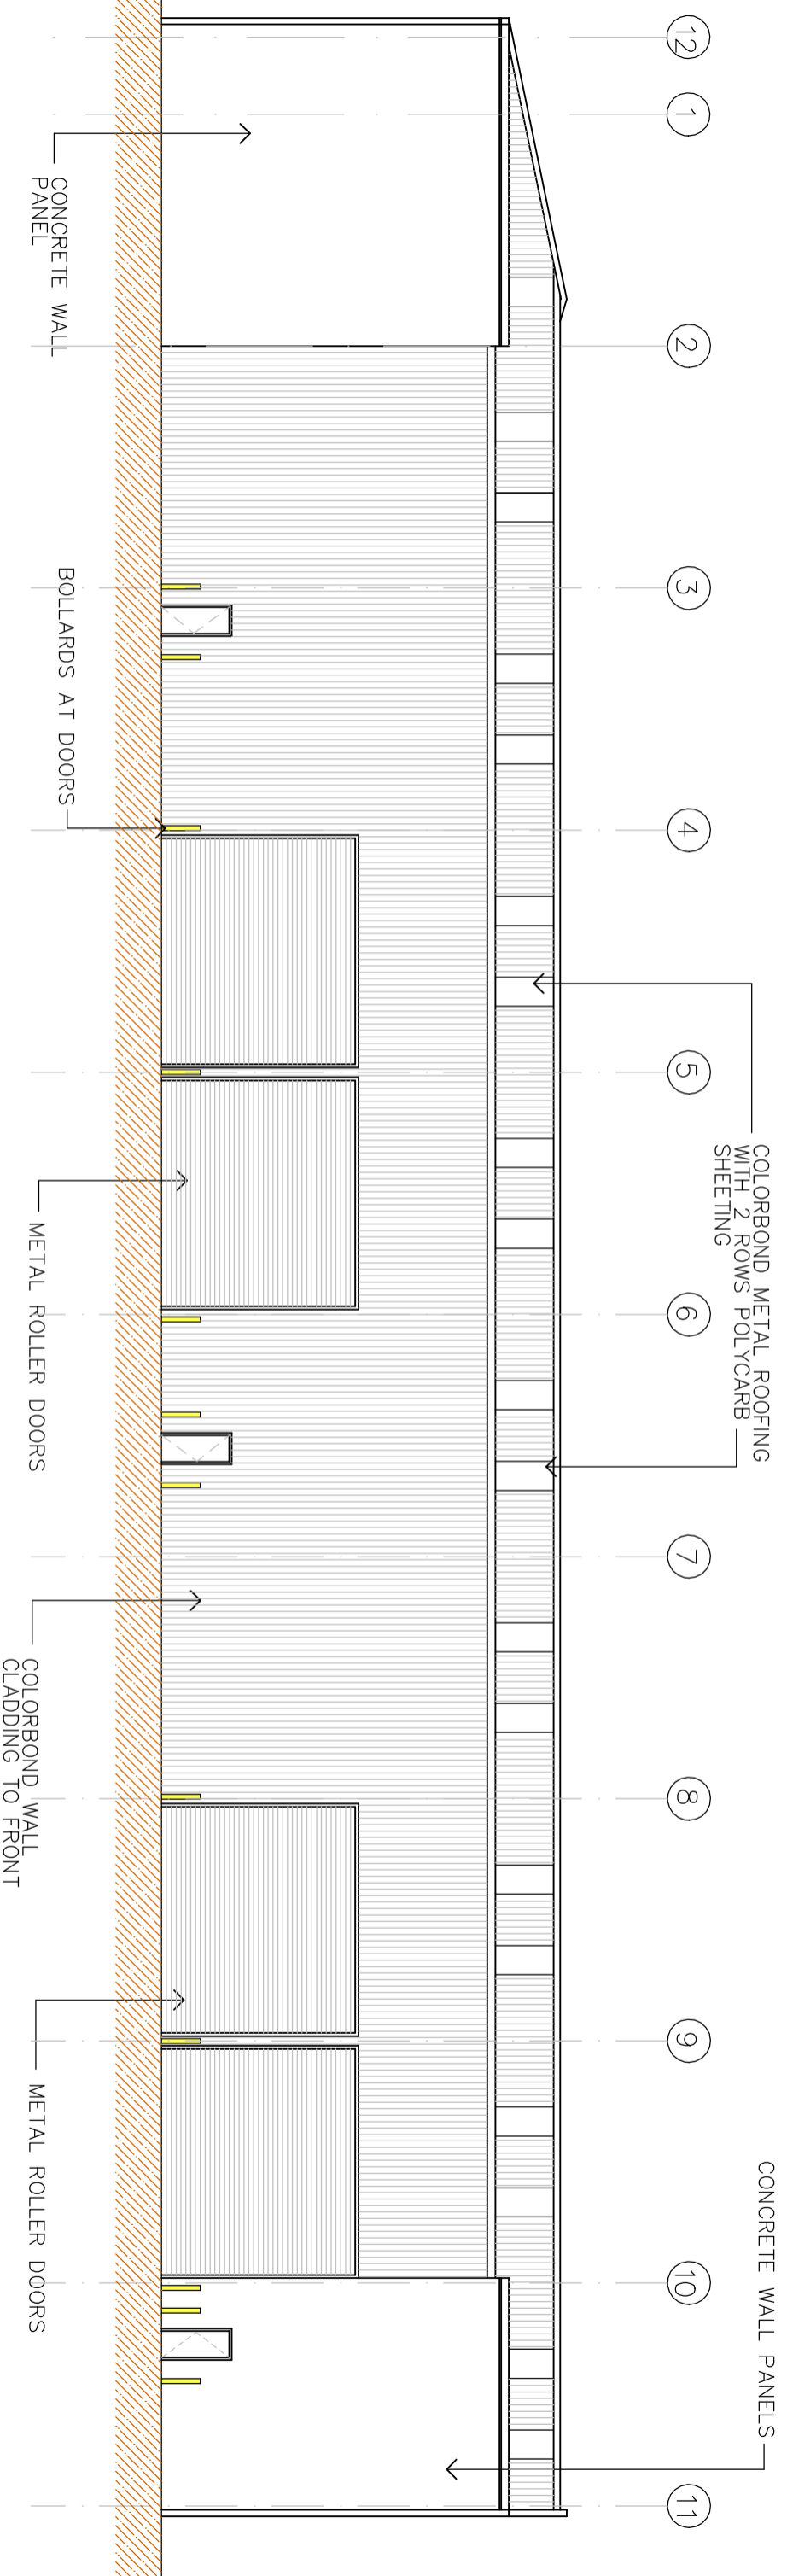 12
1
2
3
4
5
6
7
8
9
10
11
COLORBOND METAL ROOFING
WITH 2 ROWS POLYCARB
SHEETING
CONCRETE WALL PANELS
CONCRETE WALL
PANEL
BOLLARDS AT DOORS
METAL ROLLER DOORS
COLORBOND WALL
CLADDING TO FRONT
METAL ROLLER DOORS